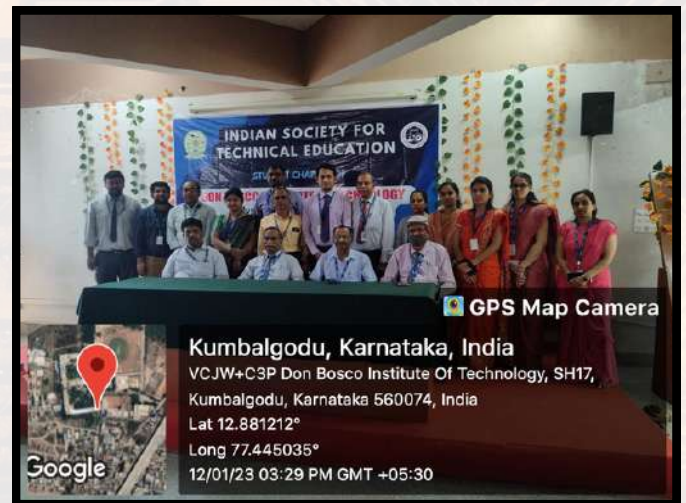 INDIAN SOCIETY FOR
TECHNICAL EDUCATION
GPS Map Camera
Kumbalgodu, Karnataka, India
VCJW+C3P Don Bosco Institute Of Technology, SH17,
Kumbalgodu, Karnataka 560074, India
Lat 12.881212°
Long 77.445035°
12/01/23 03:29 PM GMT +05:30
Google